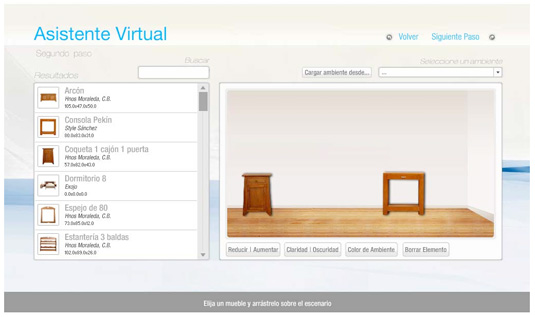 Asistente Virtual
Volver
Siguiente Paso
Segundo paso
Buscar
Seleccione un ambiente
Resultados
Cargar ambiente desde...
...
Arcón
Hnos Moraleda, C.B.
105.0x47.0x50.0
Consola Pekín
Style Sánchez
80.0x83.0x31.0
Coqueta 1 cajón 1 puerta
Hnos Moraleda, C.B.
57.0x82.0x42.0
Dormitorio 8
Exojo
0.0x0.0x0.0
Espejo de 80
Hnos Moraleda, C.B.
73.0x85.0x12.0
Estantería 3 baldas
Hnos Moraleda, C.B.
102.0x89.0x26.0
Reducir | Aumentar
Claridad | Oscuridad
Color de Ambiente
Borrar Elemento
Elija un mueble y arrástrelo sobre el escenario